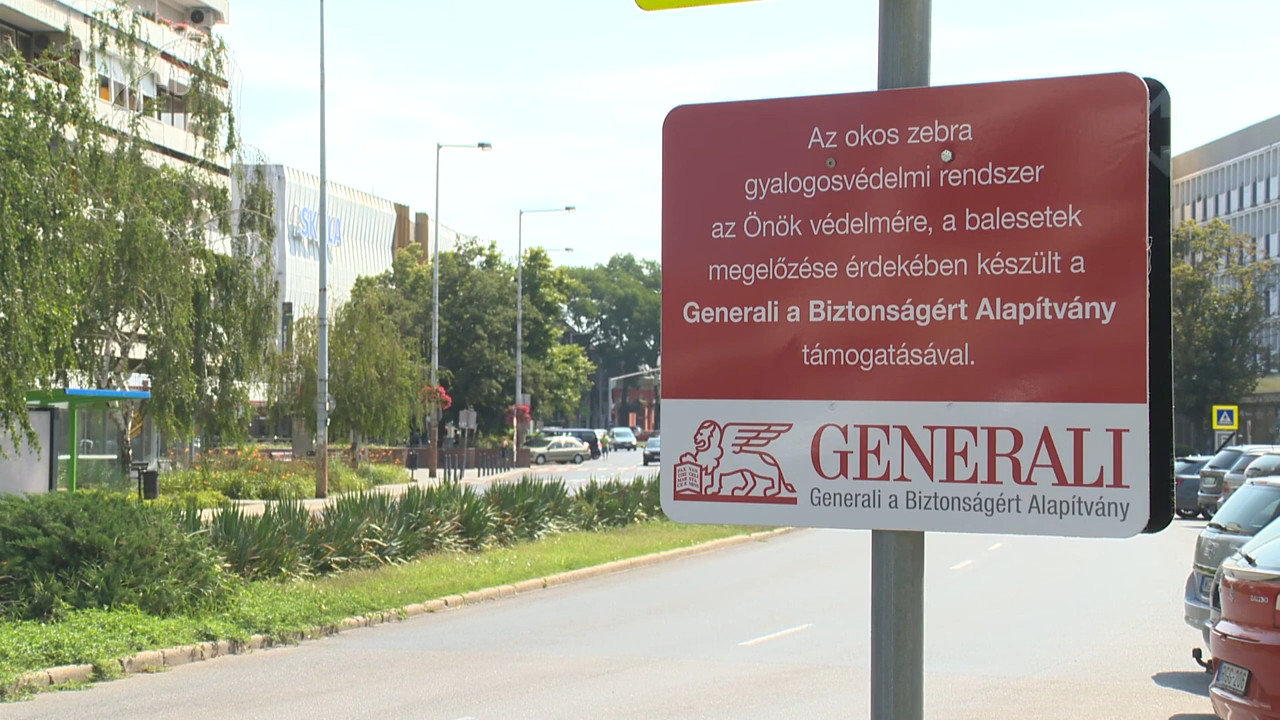 Az okos zebra
gyalogosvédelmi rendszer
az Önök védelmére, a balesetek
megelőzése érdekében készült a
Generali a Biztonságért Alapítvány
támogatásával.
GENERALI
Generali a Biztonságért Alapítvány